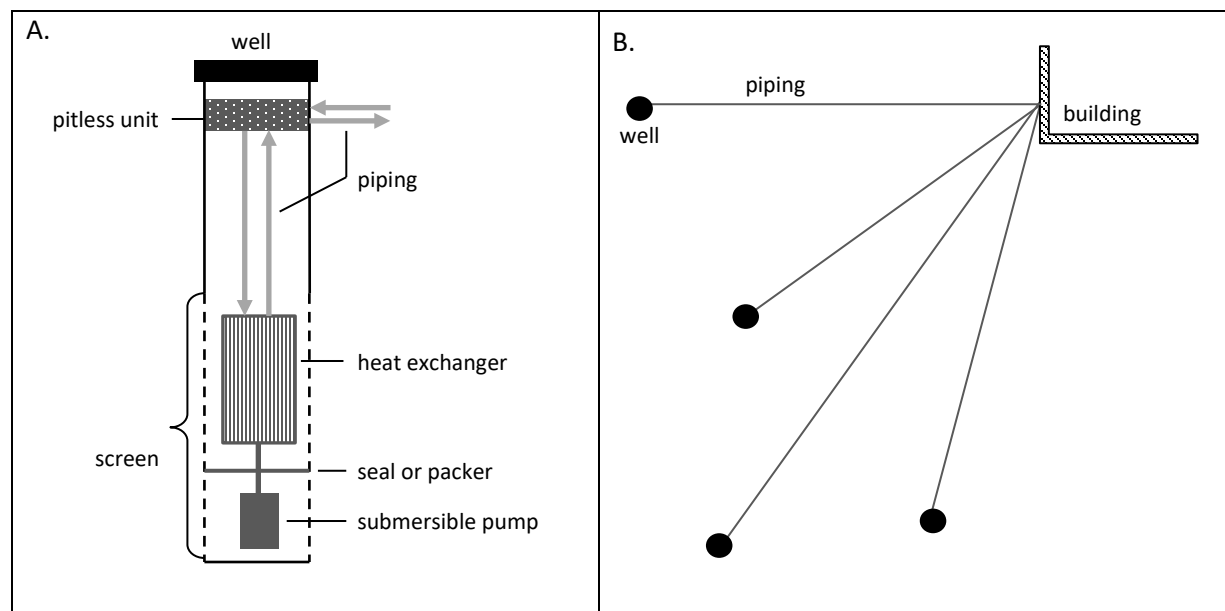 A.
well
pitless unit
piping
heat exchanger
screen
seal or packer
submersible pump
B.
piping
well
building